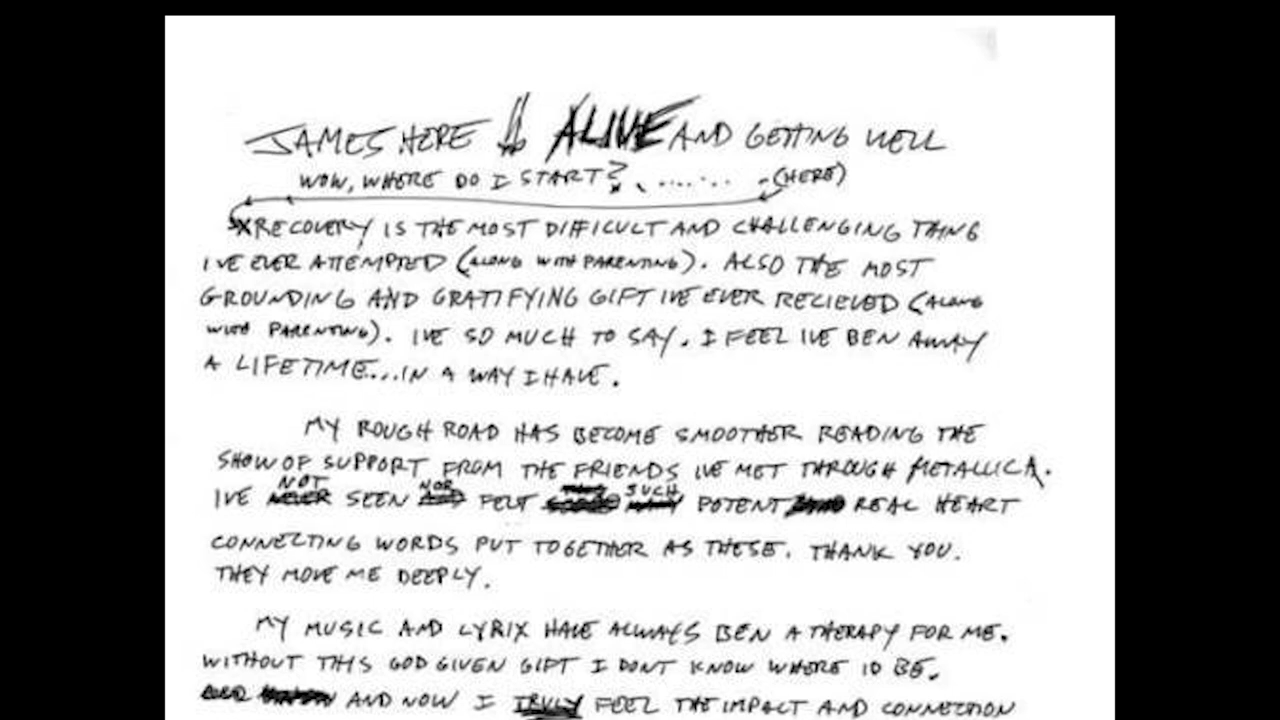 JAMES HERE ALIVE AND GETTING WELL
WOW, WHERE DO I START? ....... (HERE)
RECOVERY IS THE MOST DIFFICULT AND CHALLENGING THING
I'VE EVER ATTEMPTED (ALONG WITH PARENTING). ALSO THE MOST
GROUNDING AND GRATIFYING GIFT IVE EVER RECIEVED (ALONG
WITH PARENTING). IVE SO MUCH TO SAY. I FEEL IVE BEN AWAY
A LIFETIME...IN A WAY I HAVE.
MY ROUGH ROAD HAS BECOME SMOOTHER READING THE
SHOW OF SUPPORT FROM THE FRIENDS IVE MET THROUGH METALLICA.
IVE NOT SEEN NOR FELT SUCH POTENT REAL HEART
CONNECTING WORDS PUT TOGETHER AS THESE. THANK YOU.
THEY MOVE ME DEEPLY.
MY MUSIC AND LYRIX HAVE ALWAYS BEN A THERAPY FOR ME.
WITHOUT THIS GOD GIVEN GIFT I DONT KNOW WHERE ID BE.
AND NOW I TRULY FEEL THE IMPACT AND CONNECTION